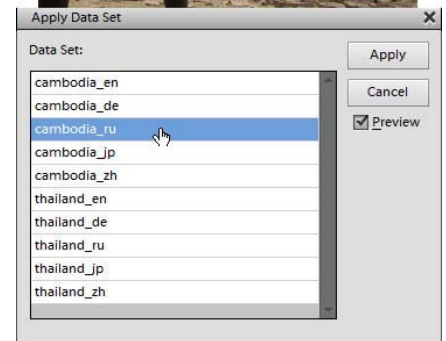 Apply Data Set
Data Set:
Apply
cambodia_en
Cancel
cambodia_de
cambodia_ru
Preview
cambodia_jp
cambodia_zh
thailand_en
thailand_de
thailand_ru
thailand_jp
thailand_zh